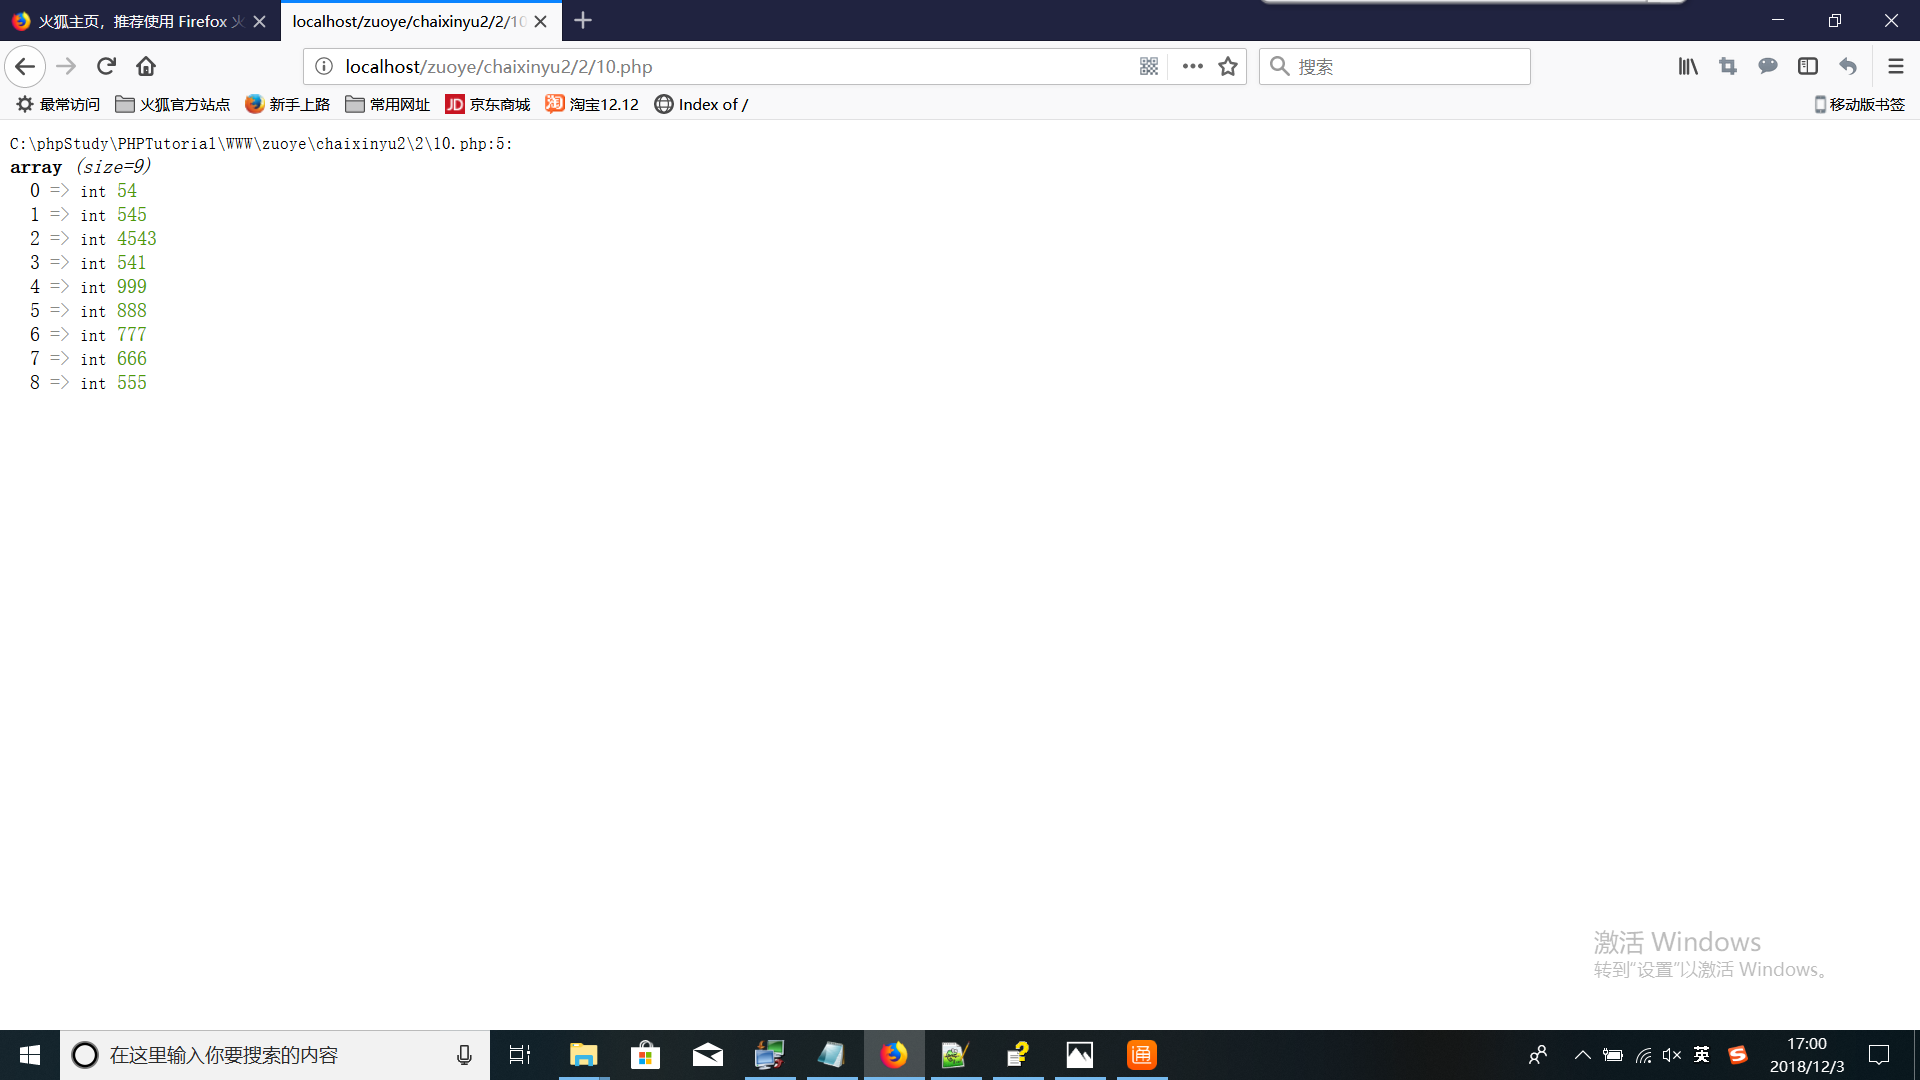 火狐主页，推荐使用 Firefox 火
localhost/zuoye/chaixinyu2/2/10
localhost/zuoye/chaixinyu2/2/10.php
搜索
最常访问 火狐官方站点 新手上路 常用网址 JD 京东商城 淘 淘宝12.12 Index of / 移动版书签
C:\phpStudy\PHPTutorial\WWW\zuoye\chaixinyu2\2\10.php:5:
array (size=9)
0 => int 54
1 => int 545
2 => int 4543
3 => int 541
4 => int 999
5 => int 888
6 => int 777
7 => int 666
8 => int 555
激活 Windows
转到“设置”以激活 Windows。
在这里输入你要搜索的内容
通
英
S
17:00
2018/12/3